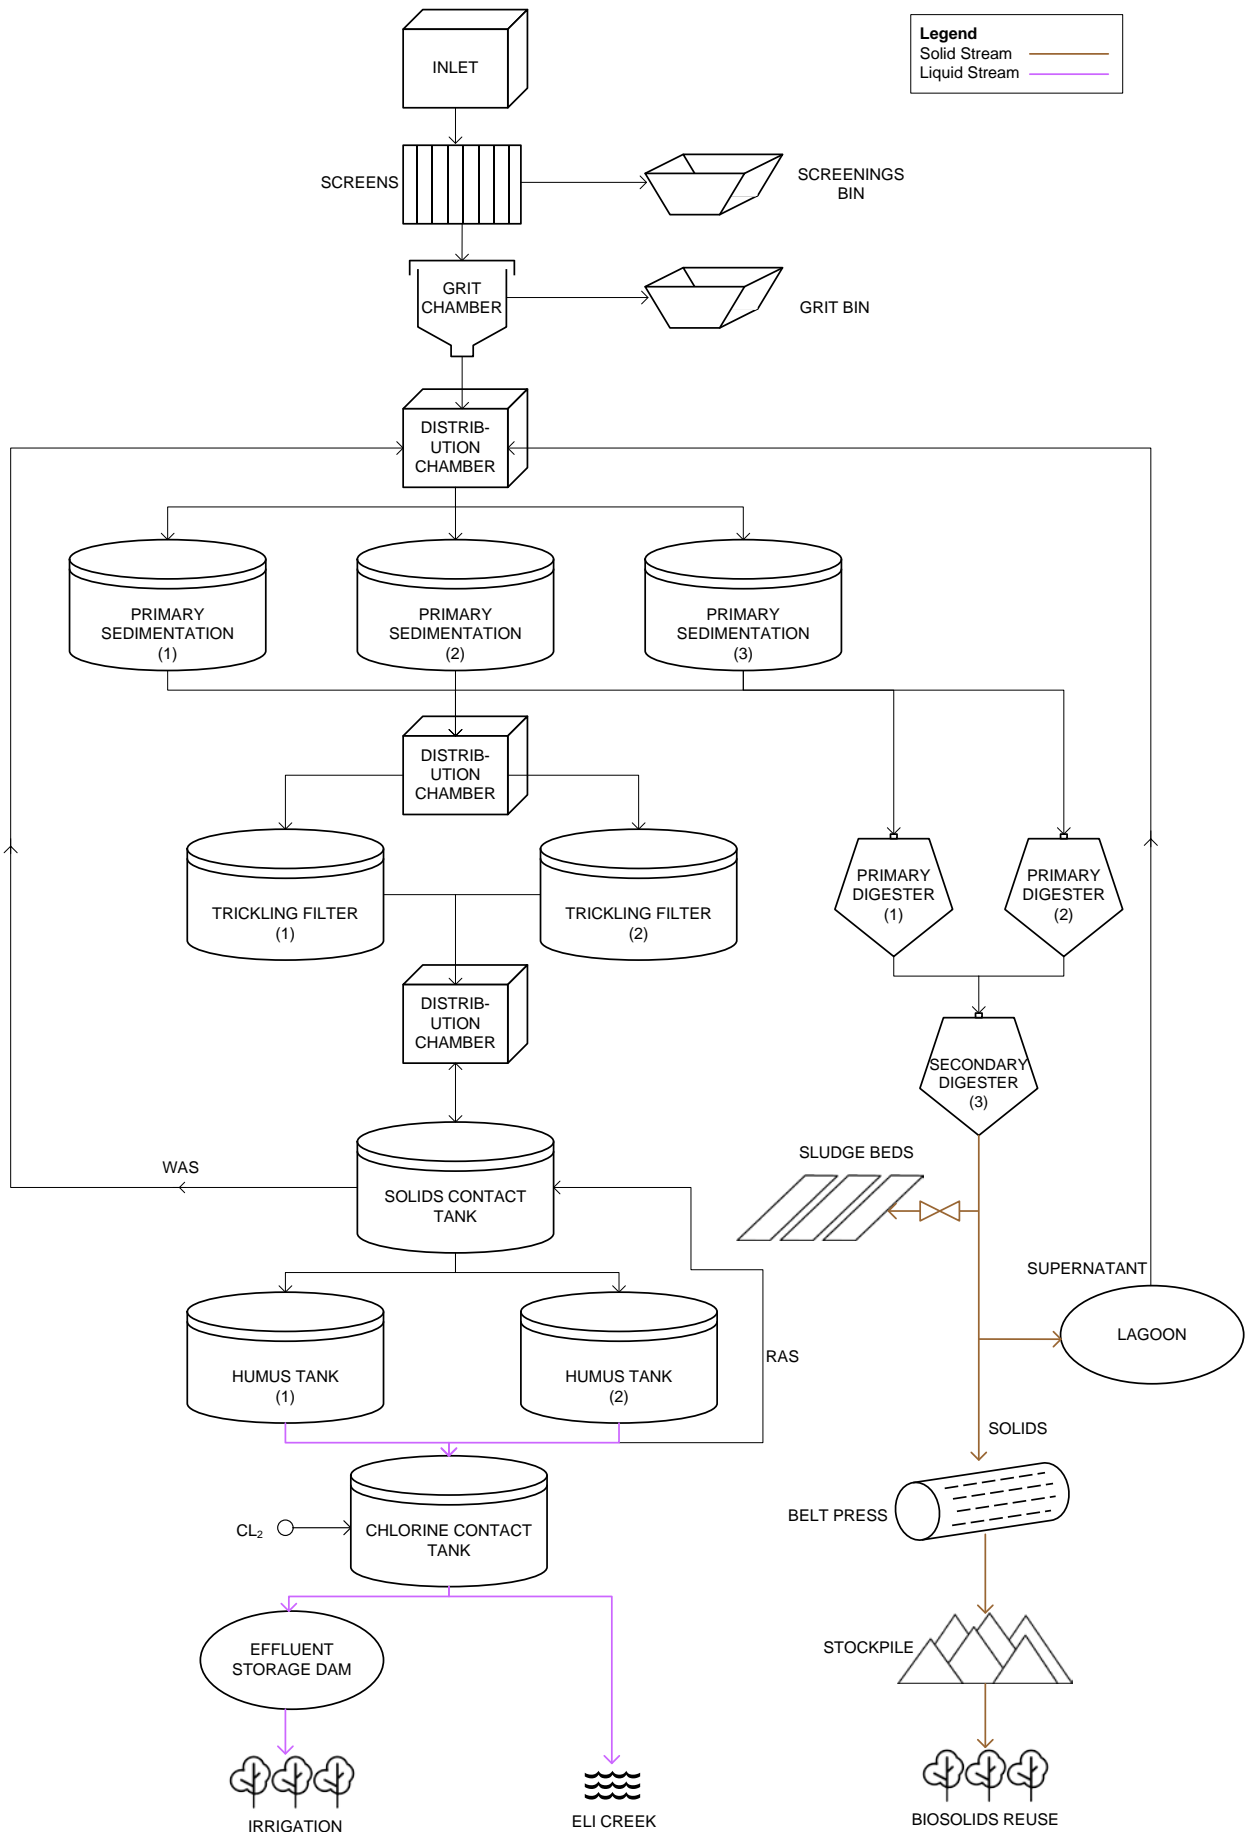 Legend
Solid Stream
Liquid Stream
INLET
SCREENS
SCREENINGS
BIN
GRIT
CHAMBER
GRIT BIN
DISTRIB-
UTION
CHAMBER
PRIMARY
SEDIMENTATION
(1)
PRIMARY
SEDIMENTATION
(2)
PRIMARY
SEDIMENTATION
(3)
DISTRIB-
UTION
CHAMBER
TRICKLING FILTER
(1)
TRICKLING FILTER
(2)
PRIMARY
DIGESTER
(1)
PRIMARY
DIGESTER
(2)
DISTRIB-
UTION
CHAMBER
SECONDARY
DIGESTER
(3)
SLUDGE BEDS
WAS
SOLIDS CONTACT
TANK
SUPERNATANT
LAGOON
HUMUS TANK
(1)
HUMUS TANK
(2)
RAS
SOLIDS
BELT PRESS
CL₂
CHLORINE CONTACT
TANK
EFFLUENT
STORAGE DAM
STOCKPILE
IRRIGATION
ELI CREEK
BIOSOLIDS REUSE